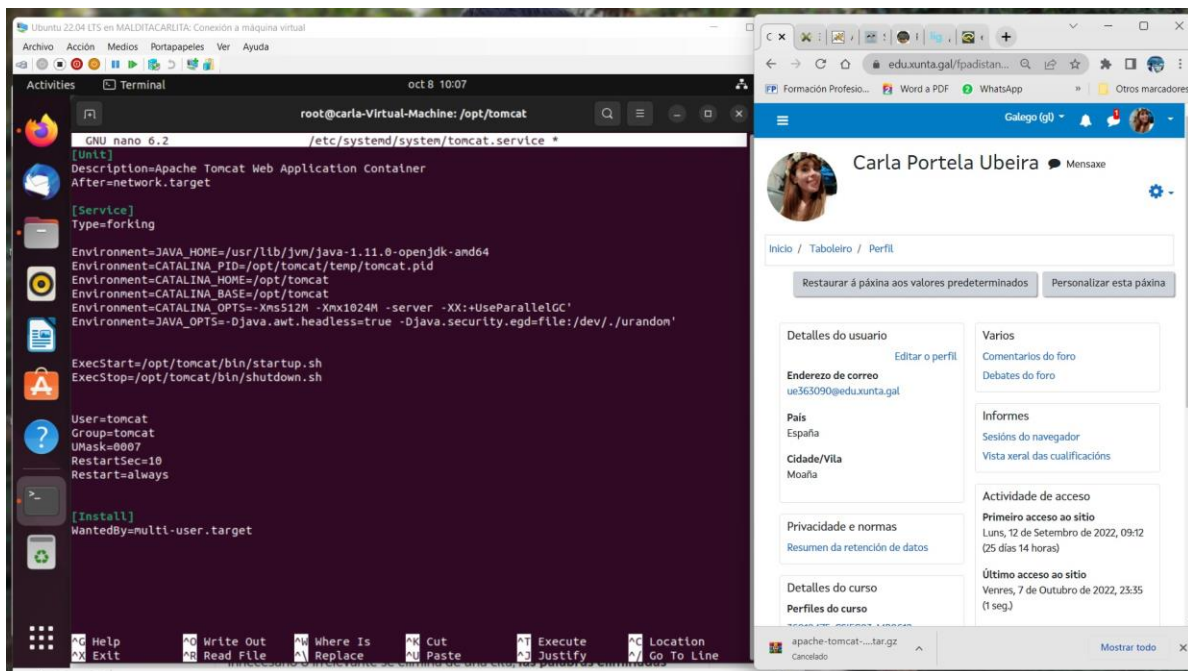 Ubuntu 22.04 LTS en MALDITACARLITA: Conexión a máquina virtual
Archivo Acción Medios Portapapeles Ver Ayuda
Activities Terminal oct 8 10:07
root@carla-Virtual-Machine: /opt/tomcat
GNU nano 6.2 /etc/systemd/system/tomcat.service *
[Unit]
Description=Apache Tomcat Web Application Container
After=network.target
[Service]
Type=forking
Environment=JAVA_HOME=/usr/lib/jvm/java-1.11.0-openjdk-amd64
Environment=CATALINA_PID=/opt/tomcat/temp/tomcat.pid
Environment=CATALINA_HOME=/opt/tomcat
Environment=CATALINA_BASE=/opt/tomcat
Environment=CATALINA_OPTS=-Xms512M -Xmx1024M -server -XX:+UseParallelGC'
Environment=JAVA_OPTS=-Djava.awt.headless=true -Djava.security.egd=file:/dev/./urandom'
ExecStart=/opt/tomcat/bin/startup.sh
ExecStop=/opt/tomcat/bin/shutdown.sh
User=tomcat
Group=tomcat
UMask=0007
RestartSec=10
Restart=always
[Install]
WantedBy=multi-user.target
^G Help ^O Write Out ^W Where Is ^K Cut ^T Execute ^C Location
^X Exit ^R Read File ^\ Replace ^U Paste ^J Justify ^/ Go To Line
edu.xunta.gal/fpadistan...
Formación Profesio... Word a PDF WhatsApp » Otros marcadores
Galego (gl)
Carla Portela Ubeira Mensaxe
Inicio / Taboleiro / Perfil
Restaurar á páxina aos valores predeterminados Personalizar esta páxina
Detalles do usuario
Editar o perfil
Enderezo de correo
ue363090@edu.xunta.gal
País
España
Cidade/Vila
Moaña
Privacidade e normas
Resumen da retención de datos
Detalles do curso
Perfiles do curso
Varios
Comentarios do foro
Debates do foro
Informes
Sesións do navegador
Vista xeral das cualificacións
Actividade de acceso
Primeiro acceso ao sitio
Luns, 12 de Setembro de 2022, 09:12
(25 días 14 horas)
Último acceso ao sitio
Venres, 7 de Outubro de 2022, 23:35
(1 seg.)
apache-tomcat-....tar.gz
Cancelado
Mostrar todo